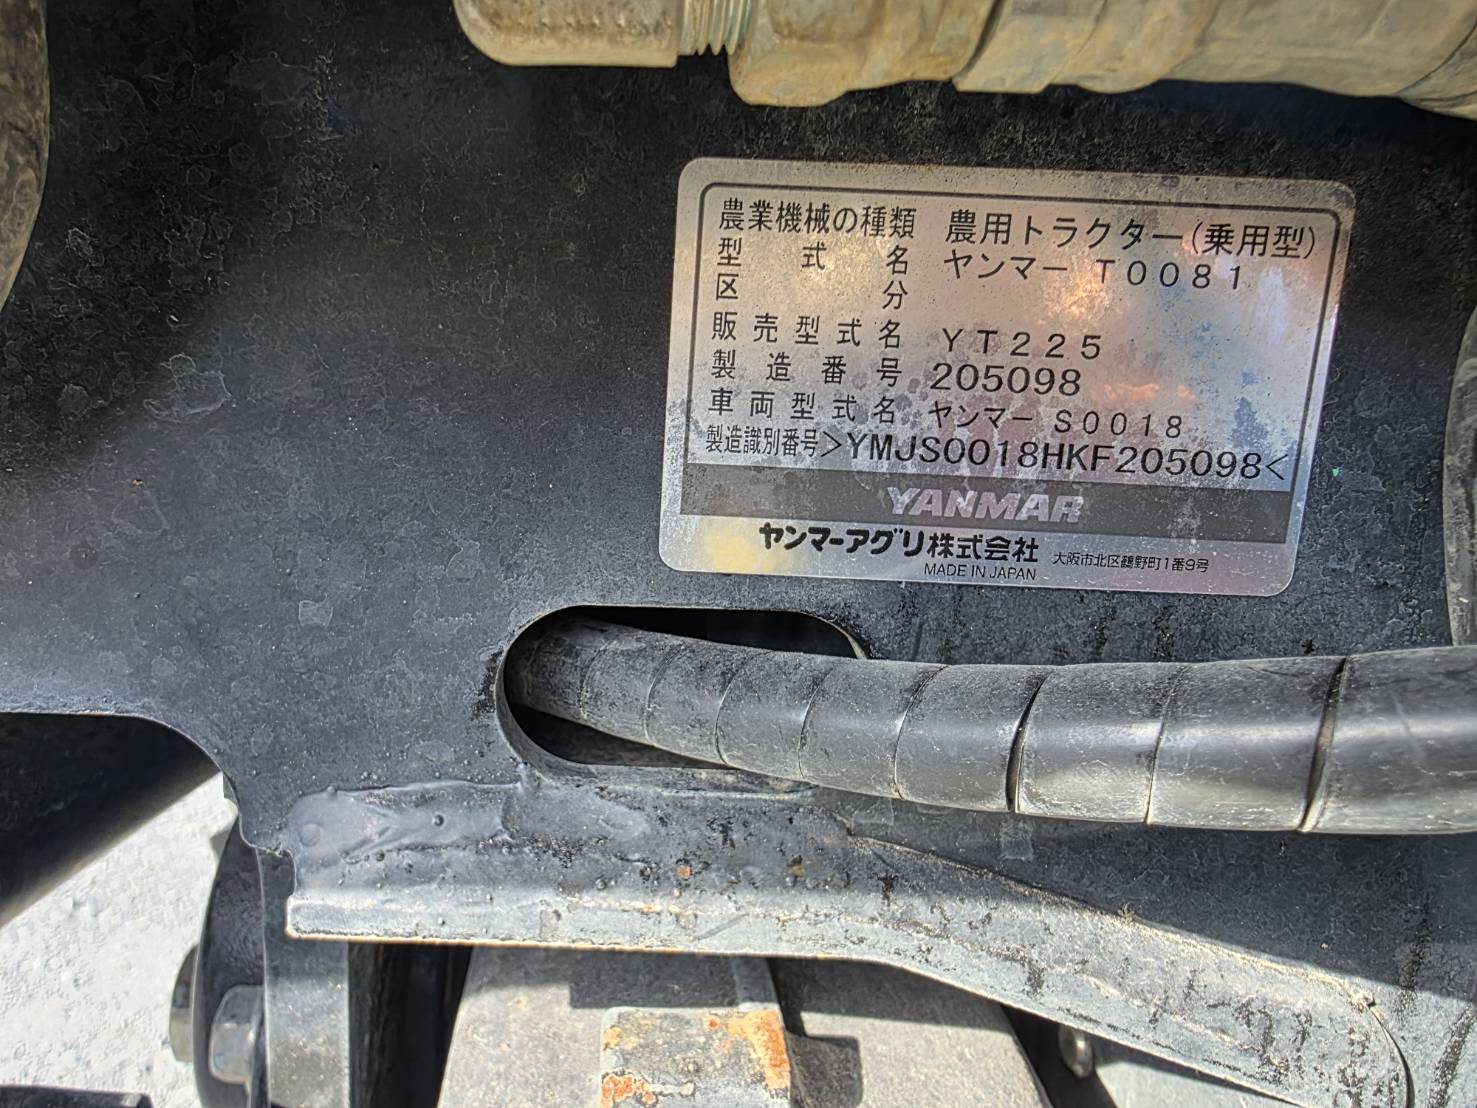 農業機械の種類 農用トラクター(乗用型)
型式名 ヤンマー T0081
区分
販売型式名 YT225
製造番号 205098
車両型式名 ヤンマー S0018
製造識別番号>YMJS0018HKF205098<
YANMAR
ヤンマーアグリ株式会社 大阪市北区鶴野町1番9号
MADE IN JAPAN